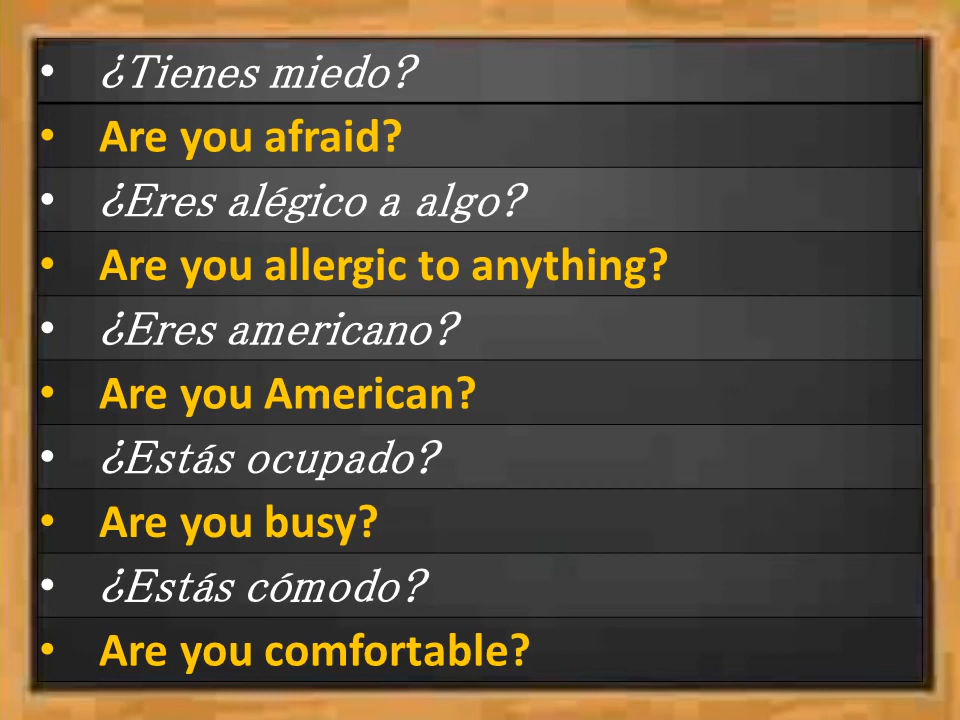 • ¿Tienes miedo?
• Are you afraid?
• ¿Eres alégico a algo?
• Are you allergic to anything?
• ¿Eres americano?
• Are you American?
• ¿Estás ocupado?
• Are you busy?
• ¿Estás cómodo?
• Are you comfortable?